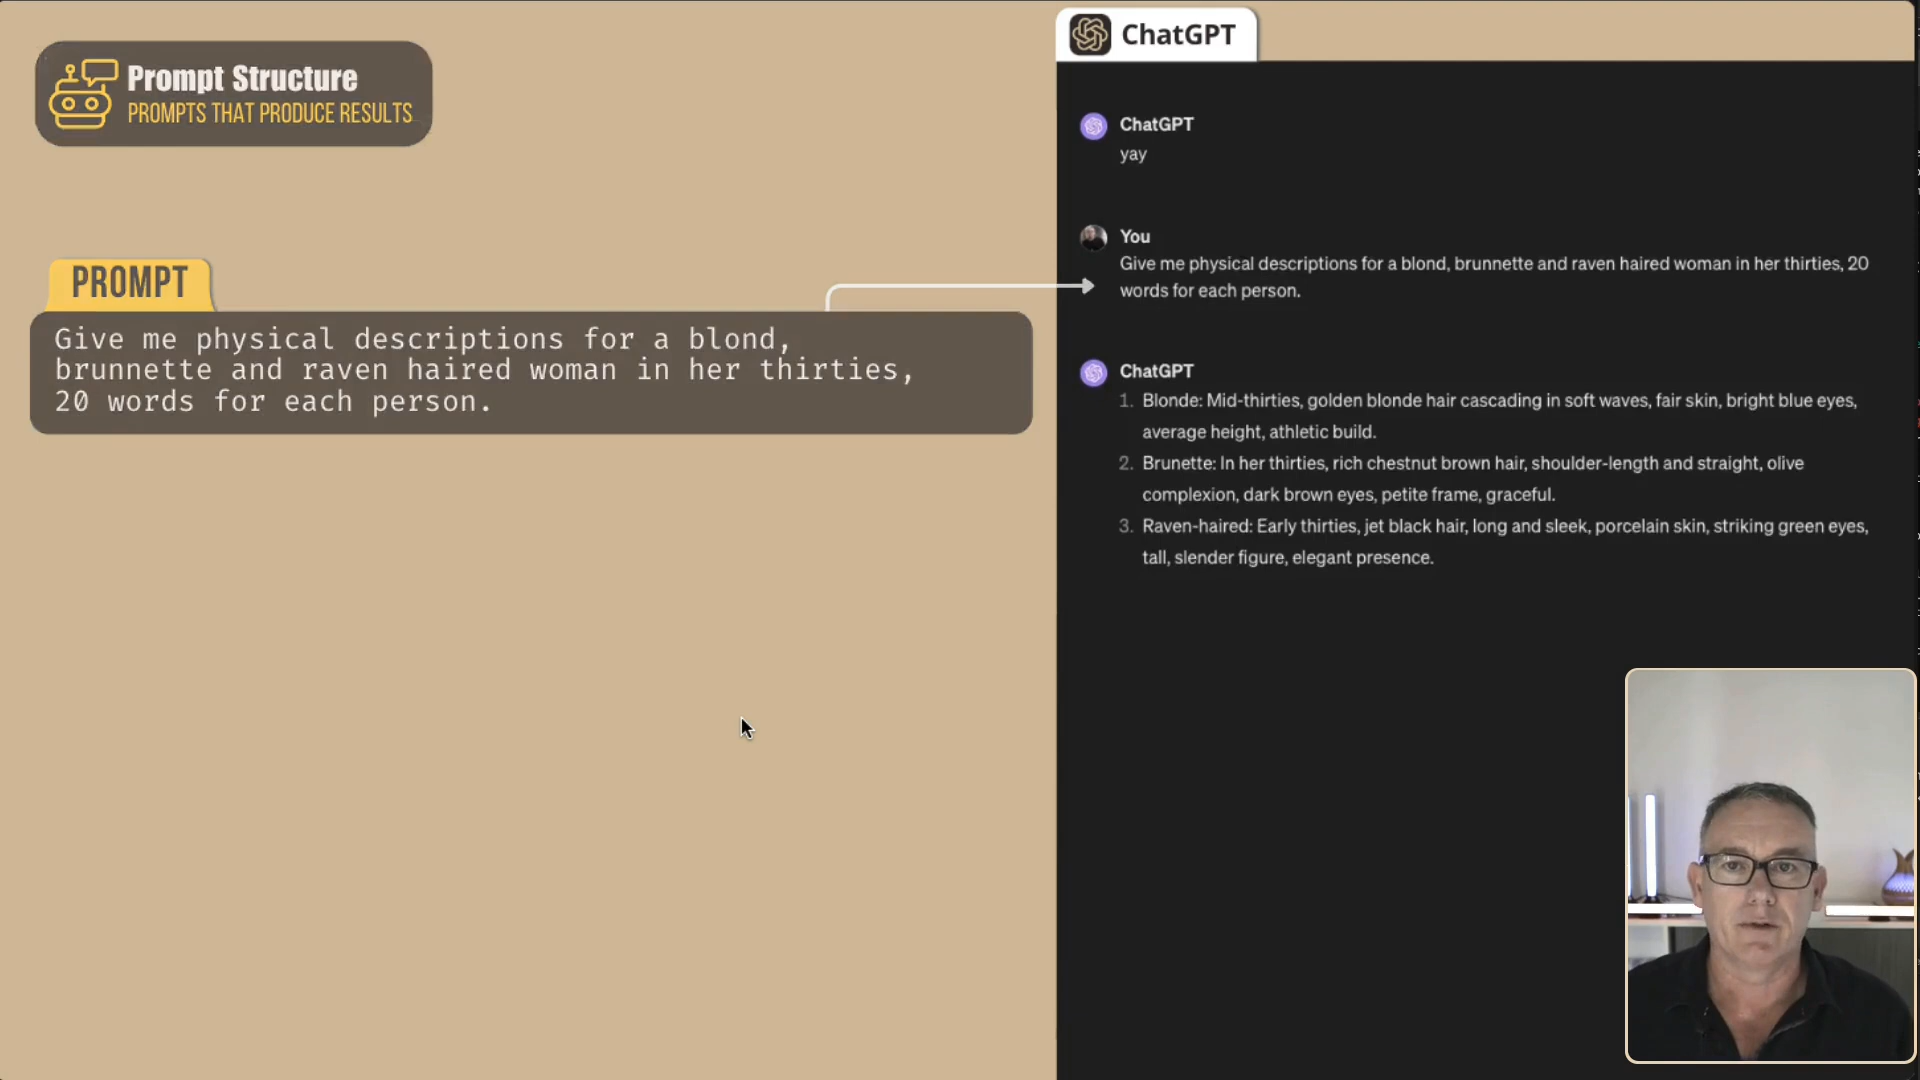 Prompt Structure
PROMPTS THAT PRODUCE RESULTS
PROMPT
Give me physical descriptions for a blond,
brunnette and raven haired woman in her thirties,
20 words for each person.
ChatGPT
ChatGPT
yay
You
Give me physical descriptions for a blond, brunnette and raven haired woman in her thirties, 20
words for each person.
ChatGPT
1. Blonde: Mid-thirties, golden blonde hair cascading in soft waves, fair skin, bright blue eyes,
average height, athletic build.
2. Brunette: In her thirties, rich chestnut brown hair, shoulder-length and straight, olive
complexion, dark brown eyes, petite frame, graceful.
3. Raven-haired: Early thirties, jet black hair, long and sleek, porcelain skin, striking green eyes,
tall, slender figure, elegant presence.